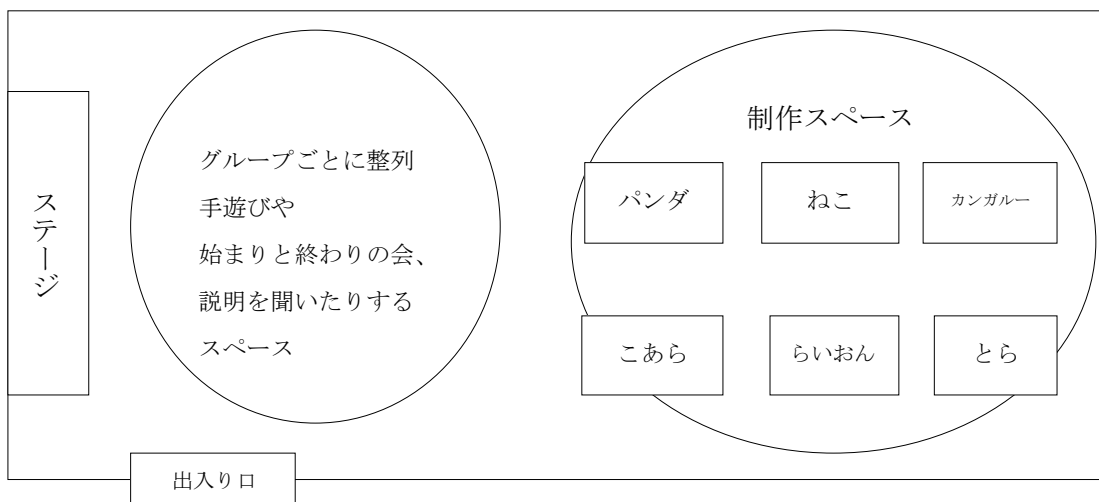 ステージ
グループごとに整列
手遊びや
始まりと終わりの会、
説明を聞いたりする
スペース
制作スペース
パンダ
ねこ
カンガルー
こあら
らいおん
とら
出入り口